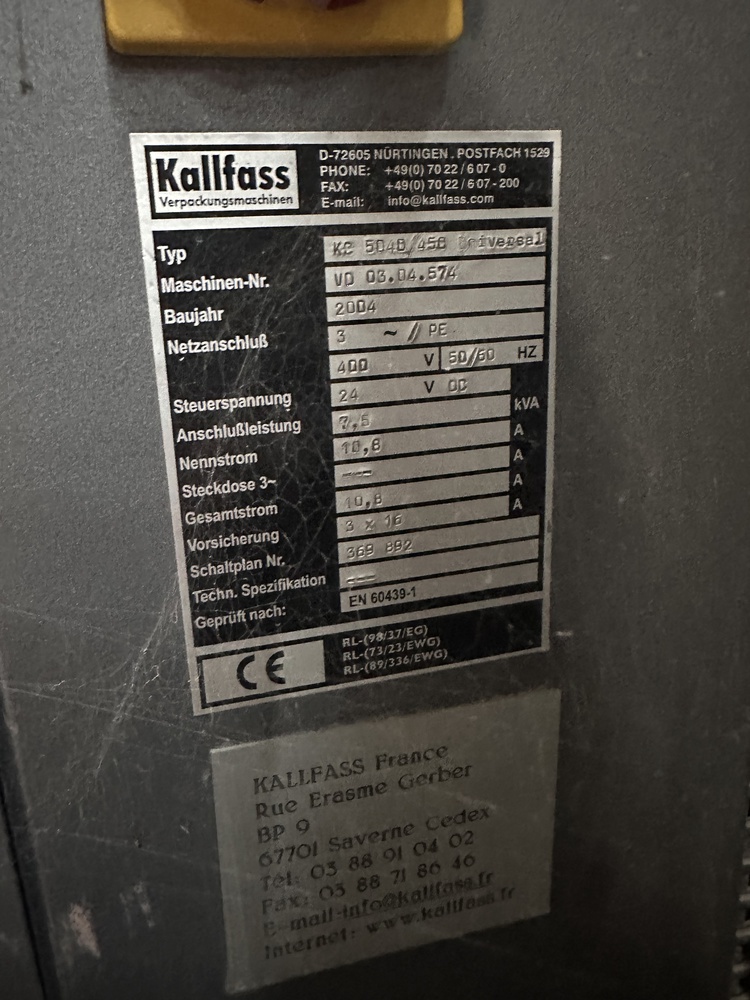 Kallfass
Verpackungsmaschinen
D-72605 NÜRTINGEN . POSTFACH 1529
PHONE: +49(0) 70 22 / 6 07 - 0
FAX: +49(0) 70 22 / 6 07 - 200
E-mail: info@kallfass.com
Typ KC 5040/450 Universal
Maschinen-Nr. VD 03.04.574
Baujahr 2004
Netzanschluß 3 ~ // PE
400 V 50/60 HZ
Steuerspannung 24 V DC
Anschlußleistung 7,5 kVA
Nennstrom 10,8 A
Steckdose 3~ --- A
Gesamtstrom 10,8 A
Vorsicherung 3 x 16 A
Schaltplan Nr. 369 892
Techn. Spezifikation ---
Geprüft nach: EN 60439-1
CE
RL-(98/37/EG)
RL-(73/23/EWG)
RL-(89/336/EWG)
KALLFASS France
Rue Erasme Gerber
BP 9
67701 Saverne Cedex
Tél: 03 88 91 04 02
Fax: 03 88 71 86 46
E-mail-info@kallfass.fr
Internet: www.kallfass.fr